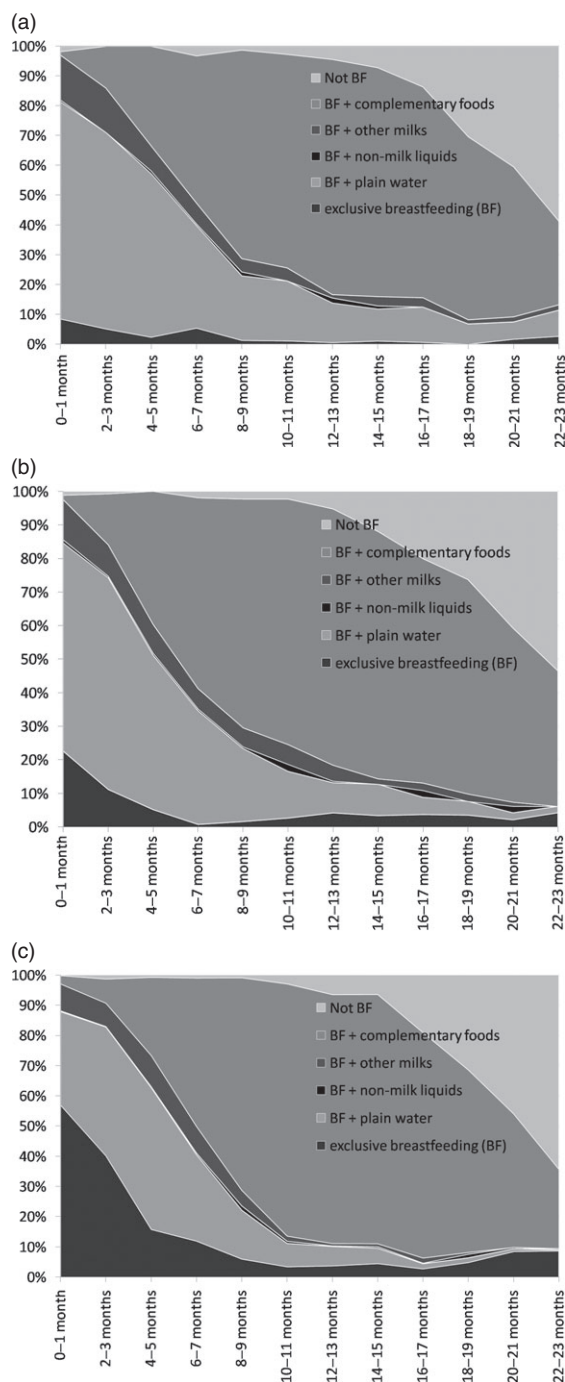 (a)
100%
90%
80%
70%
60%
50%
40%
30%
20%
10%
0%
Not BF
BF + complementary foods
BF + other milks
BF + non-milk liquids
BF + plain water
exclusive breastfeeding (BF)
0–1 month
2–3 months
4–5 months
6–7 months
8–9 months
10–11 months
12–13 months
14–15 months
16–17 months
18–19 months
20–21 months
22–23 months
(b)
100%
90%
80%
70%
60%
50%
40%
30%
20%
10%
0%
Not BF
BF + complementary foods
BF + other milks
BF + non-milk liquids
BF + plain water
exclusive breastfeeding (BF)
0–1 month
2–3 months
4–5 months
6–7 months
8–9 months
10–11 months
12–13 months
14–15 months
16–17 months
18–19 months
20–21 months
22–23 months
(c)
100%
90%
80%
70%
60%
50%
40%
30%
20%
10%
0%
Not BF
BF + complementary foods
BF + other milks
BF + non-milk liquids
BF + plain water
exclusive breastfeeding (BF)
0–1 month
2–3 months
4–5 months
6–7 months
8–9 months
10–11 months
12–13 months
14–15 months
16–17 months
18–19 months
20–21 months
22–23 months